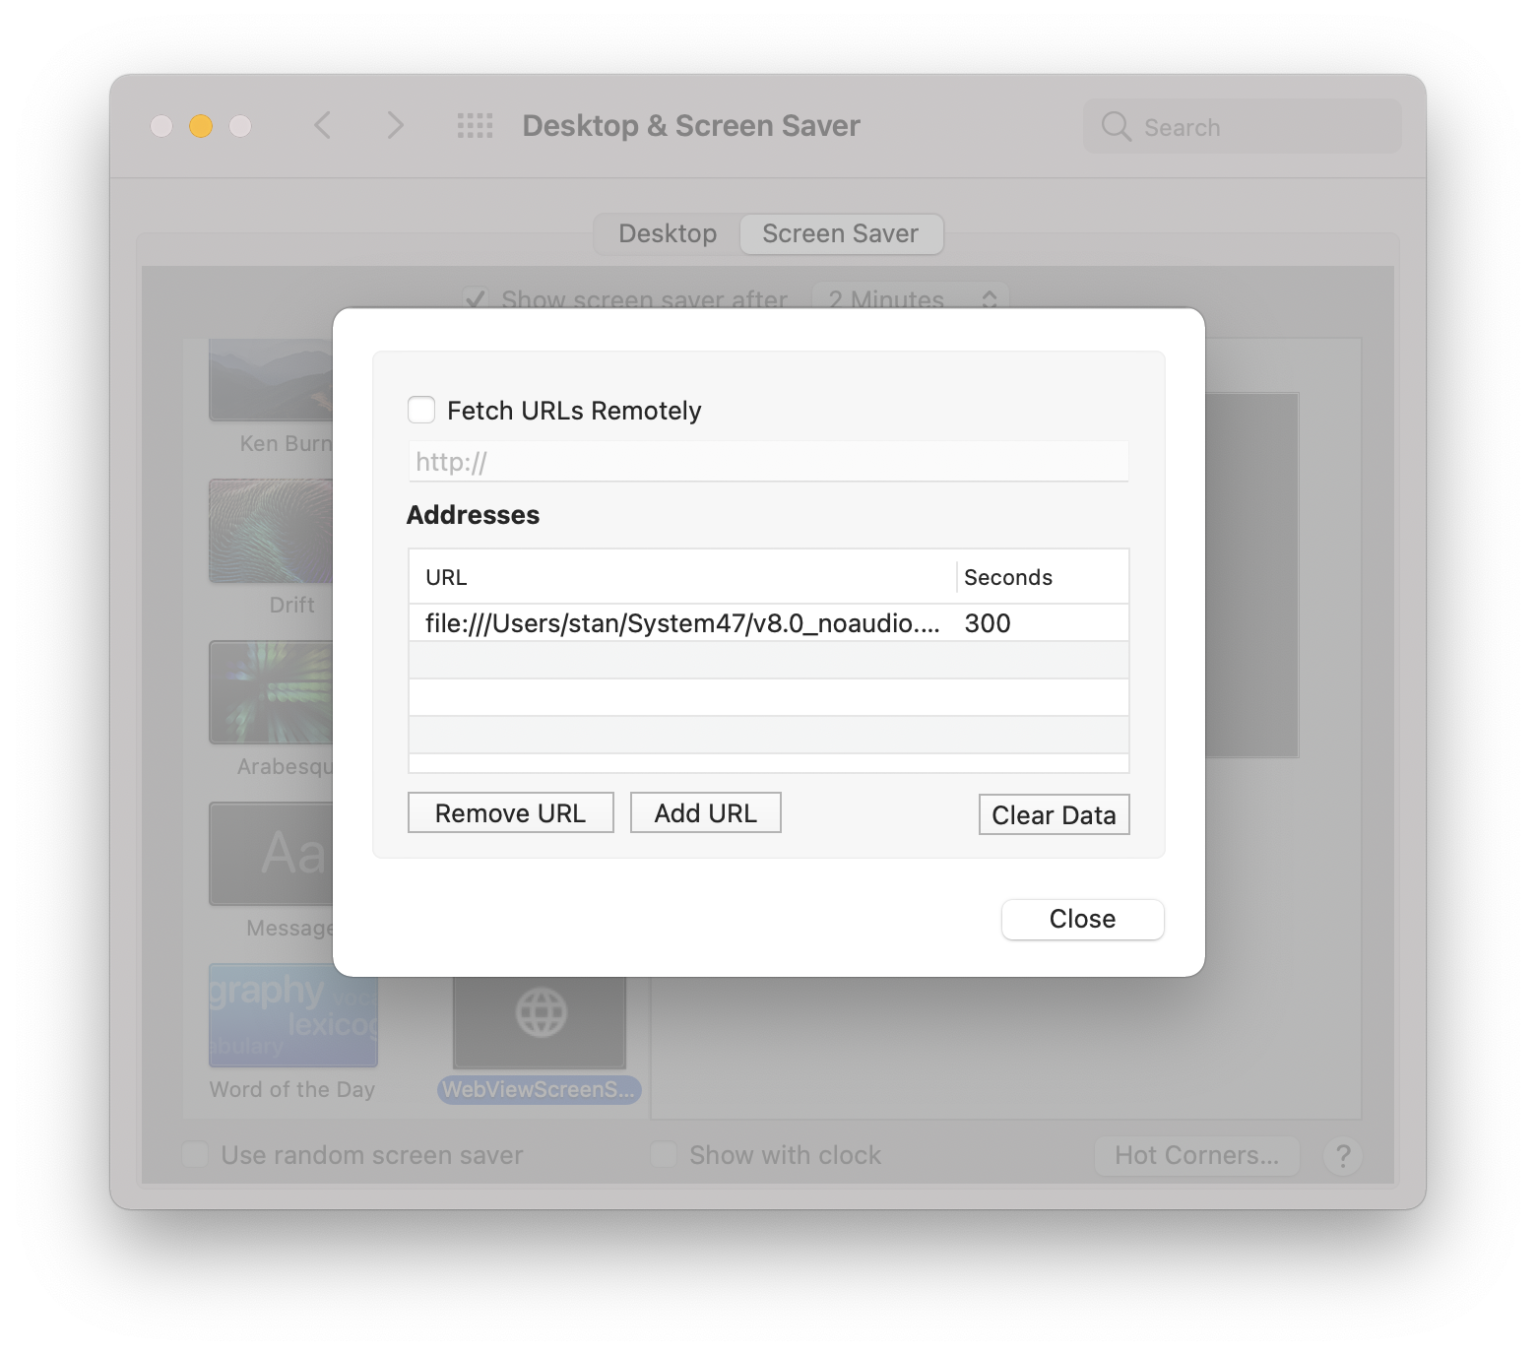 Desktop & Screen Saver
Search
Desktop
Screen Saver
Show screen saver after
2 Minutes
Fetch URLs Remotely
http://
Addresses
URL
Seconds
file:///Users/stan/System47/v8.0_noaudio....
300
Remove URL
Add URL
Clear Data
Close
Ken Burn
Drift
Arabesqu
Aa
Message
graphy
lexicog
abulary
Word of the Day
WebViewScreenS...
Use random screen saver
Show with clock
Hot Corners...
?